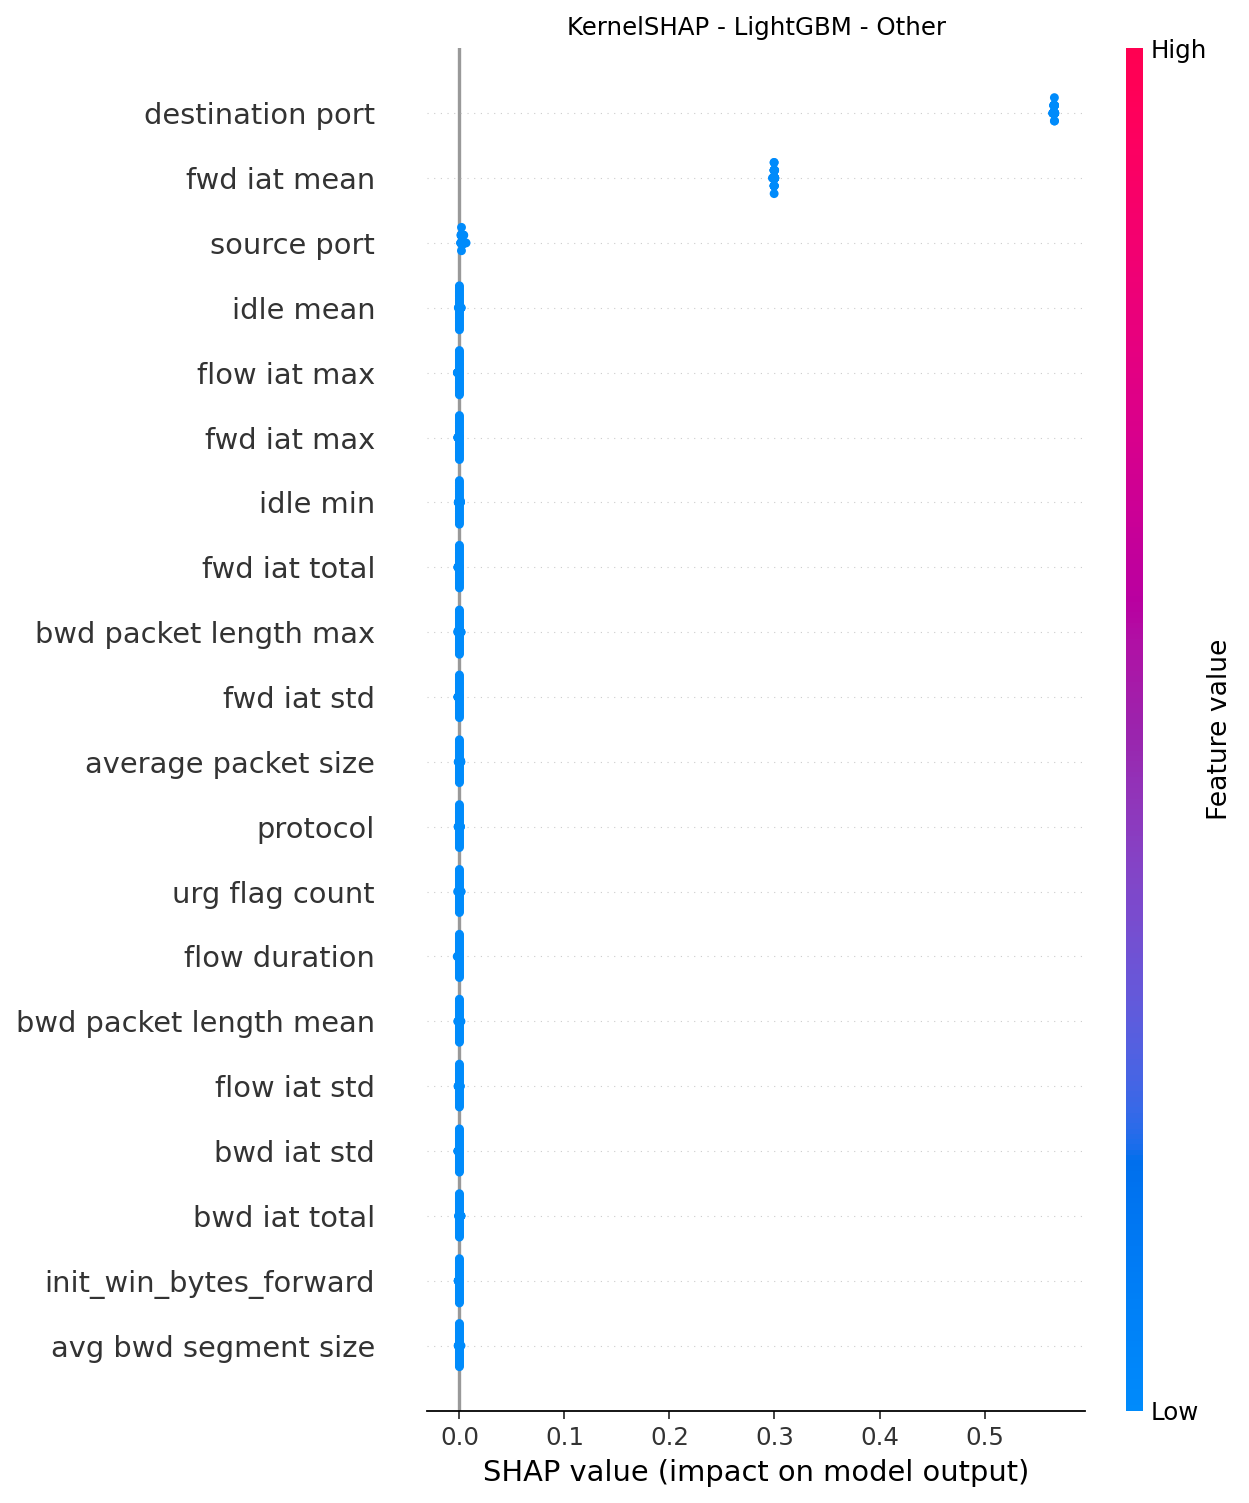 KernelSHAP - LightGBM - Other
High
destination port
fwd iat mean
source port
idle mean
flow iat max
fwd iat max
idle min
fwd iat total
bwd packet length max
fwd iat std
average packet size
protocol
urg flag count
flow duration
bwd packet length mean
flow iat std
bwd iat std
bwd iat total
init_win_bytes_forward
avg bwd segment size
Feature value
Low
0.0 0.1 0.2 0.3 0.4 0.5
SHAP value (impact on model output)